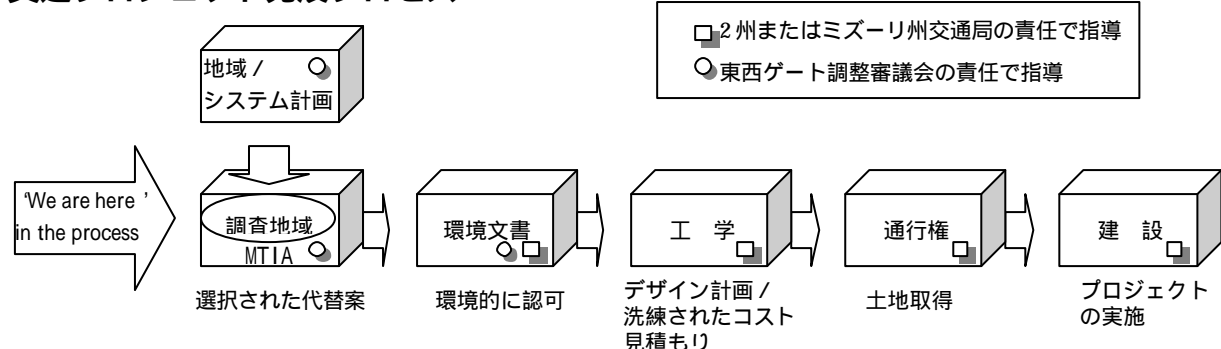 2州またはミズーリ州交通局の責任で指導
東西ゲート調整審議会の責任で指導
地域 /
システム計画
'We are here '
in the process
調査地域
MTIA
環境文書
工 学
通行権
建 設
選択された代替案
環境的に認可
デザイン計画 /
洗練されたコスト
見積もり
土地取得
プロジェクト
の実施